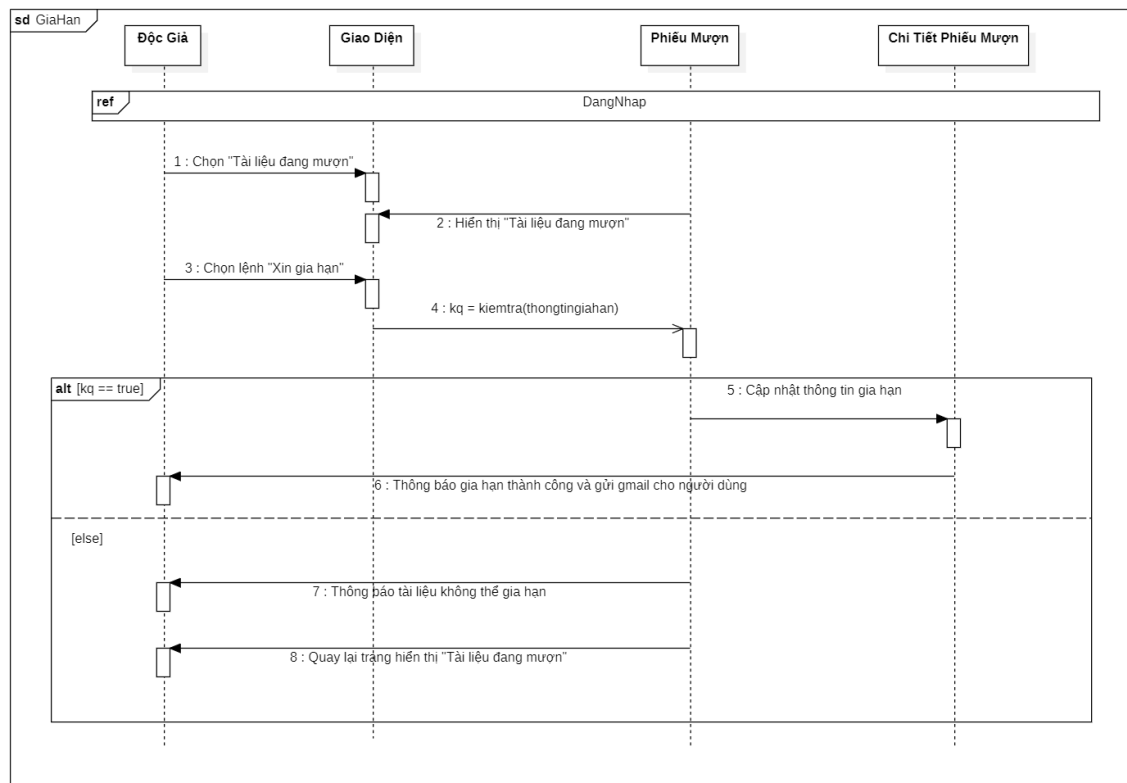 sd GiaHan
Độc Giả
Giao Diện
Phiếu Mượn
Chi Tiết Phiếu Mượn
ref
DangNhap
1 : Chọn "Tài liệu đang mượn"
2 : Hiển thị "Tài liệu đang mượn"
3 : Chọn lệnh "Xin gia hạn"
4 : kq = kiemtra(thongtingiahan)
alt [kq == true]
5 : Cập nhật thông tin gia hạn
6 : Thông báo gia hạn thành công và gửi gmail cho người dùng
[else]
7 : Thông báo tài liệu không thể gia hạn
8 : Quay lại trang hiển thị "Tài liệu đang mượn"